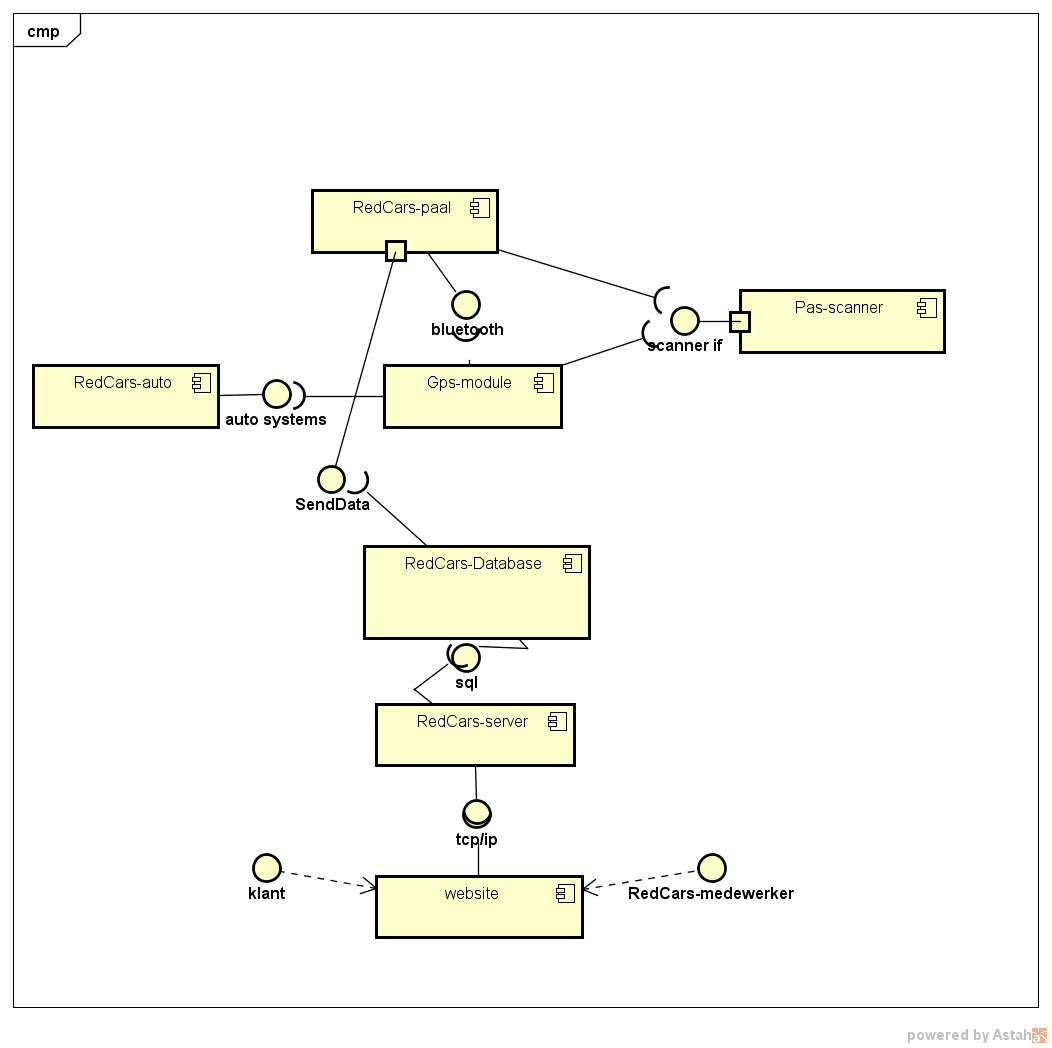 cmp
RedCars-paal
Pas-scanner
bluetooth
scanner if
RedCars-auto
Gps-module
auto systems
SendData
RedCars-Database
sql
RedCars-server
tcp/ip
klant
website
RedCars-medewerker
powered by Astah